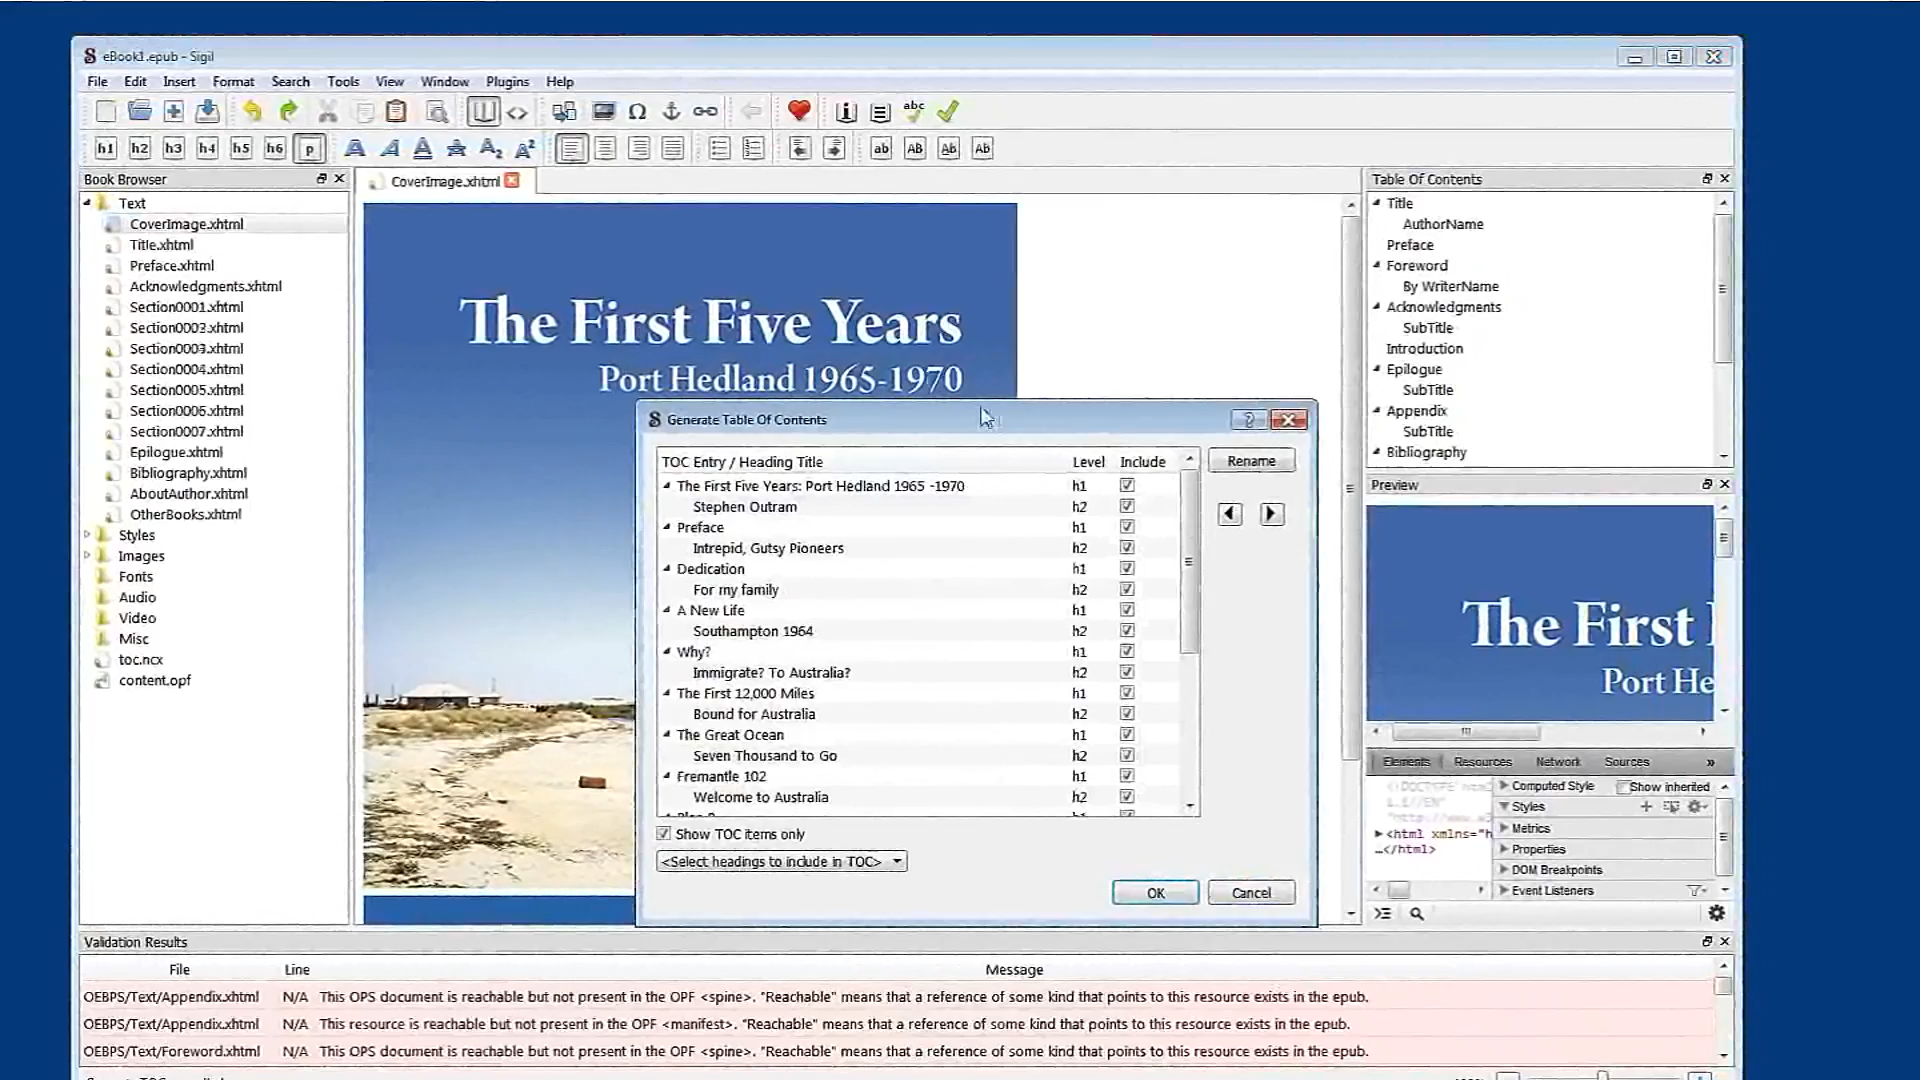 eBook1.epub - Sigil
File Edit Insert Format Search Tools View Window Plugins Help
abc
h1 h2 h3 h4 h5 h6 p A A A A A2 A2 ab AB Ab Ab
Book Browser
Text
CoverImage.xhtml
Title.xhtml
Preface.xhtml
Acknowledgments.xhtml
Section0001.xhtml
Section0003.xhtml
Section0004.xhtml
Section0005.xhtml
Section0006.xhtml
Section0007.xhtml
Epilogue.xhtml
Bibliography.xhtml
AboutAuthor.xhtml
OtherBooks.xhtml
Styles
Images
Fonts
Audio
Video
Misc
toc.ncx
content.opf
CoverImage.xhtml
The First Five Years
Port Hedland 1965-1970
Generate Table Of Contents
TOC Entry / Heading Title Level Include
The First Five Years: Port Hedland 1965 -1970 h1
Stephen Outram h2
Preface h1
Intrepid, Gutsy Pioneers h2
Dedication h1
For my family h2
A New Life h1
Southampton 1964 h2
Why? h1
Immigrate? To Australia? h2
The First 12,000 Miles h1
Bound for Australia h2
The Great Ocean h1
Seven Thousand to Go h2
Fremantle 102 h1
Welcome to Australia h2
Show TOC items only
<Select headings to include in TOC>
Rename
OK Cancel
Table Of Contents
Title
AuthorName
Preface
Foreword
By WriterName
Acknowledgments
SubTitle
Introduction
Epilogue
SubTitle
Appendix
SubTitle
Bibliography
Preview
The First
Port He
Elements Resources Network Sources »
<html xmlns="h
…</html>
Computed Style Show inherited
Styles
Metrics
Properties
DOM Breakpoints
Event Listeners
Validation Results
File Line Message
OEBPS/Text/Appendix.xhtml N/A This OPS document is reachable but not present in the OPF <spine>. "Reachable" means that a reference of some kind that points to this resource exists in the epub.
OEBPS/Text/Appendix.xhtml N/A This resource is reachable but not present in the OPF <manifest>. "Reachable" means that a reference of some kind that points to this resource exists in the epub.
OEBPS/Text/Foreword.xhtml N/A This OPS document is reachable but not present in the OPF <spine>. "Reachable" means that a reference of some kind that points to this resource exists in the epub.